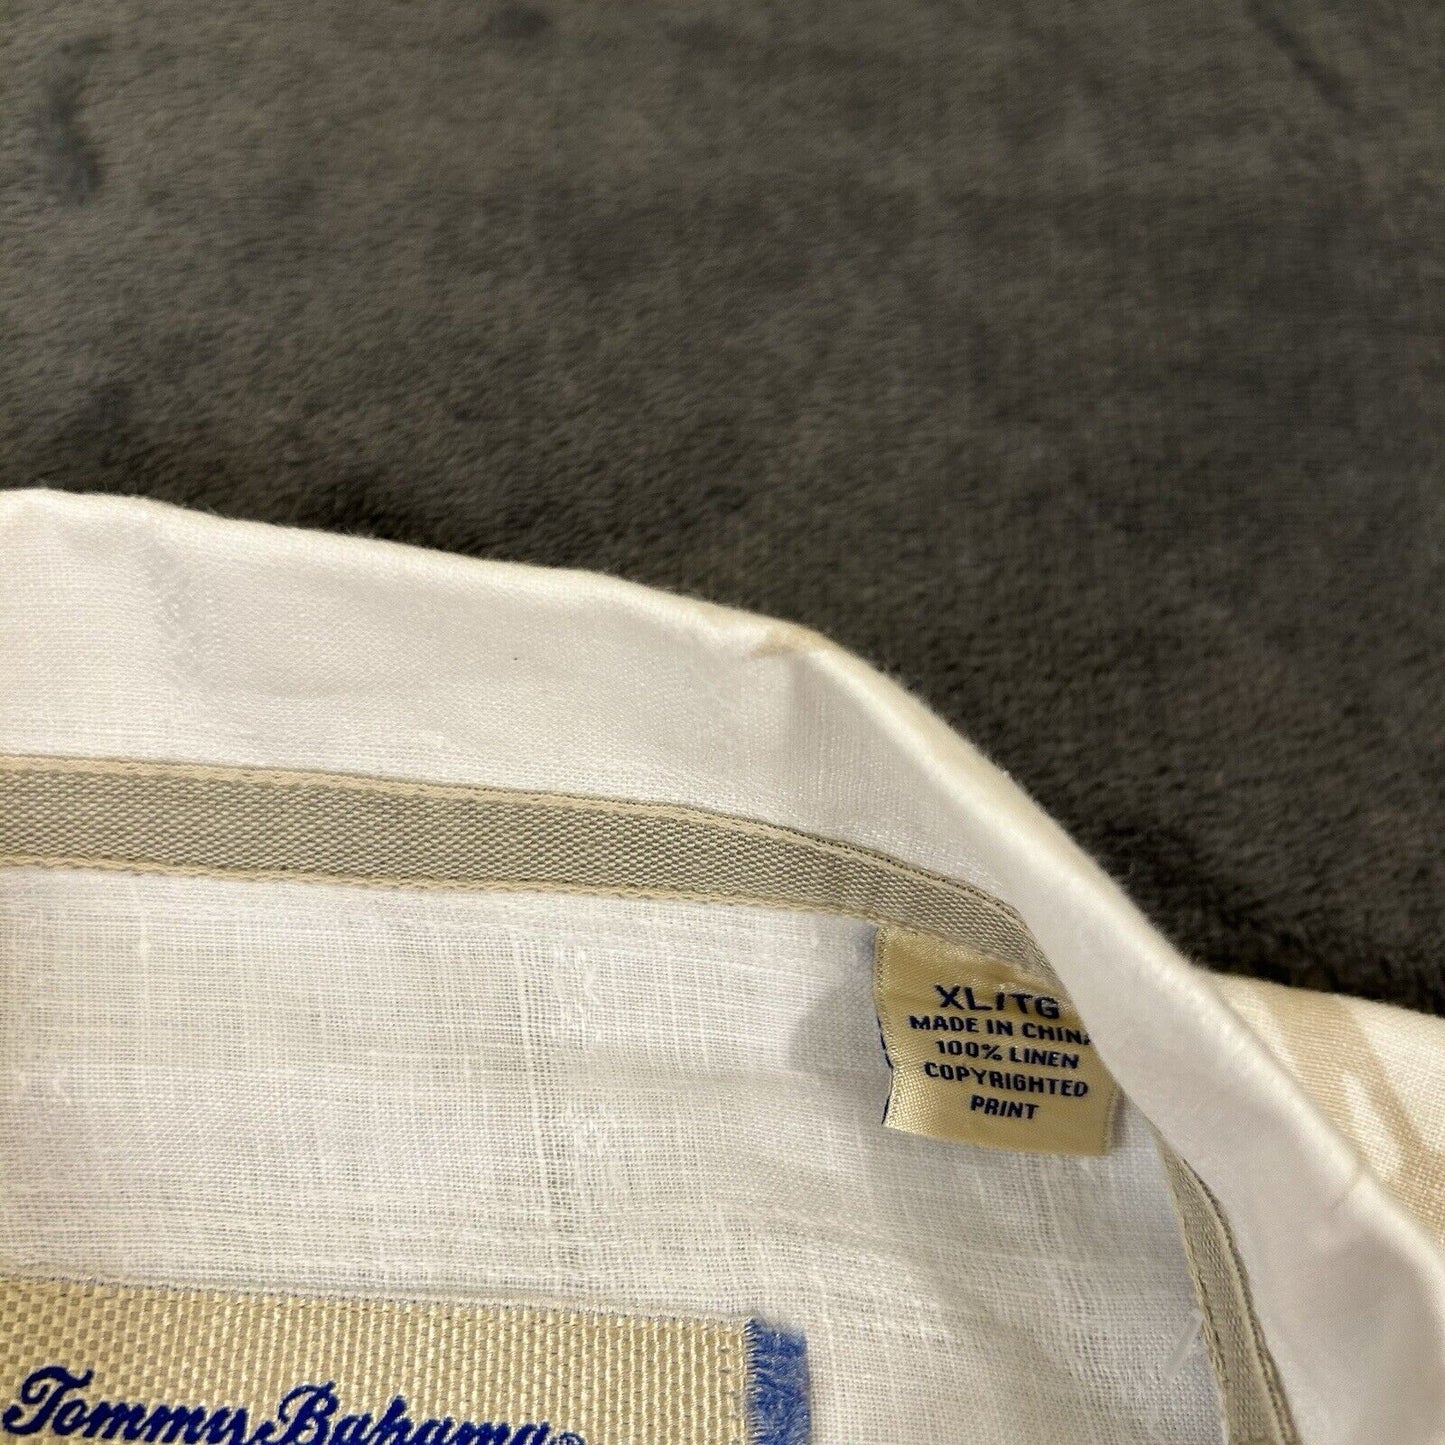 XL/TG
MADE IN CHINA
100% LINEN
COPYRIGHTED
PRINT
Tommy Bahama®